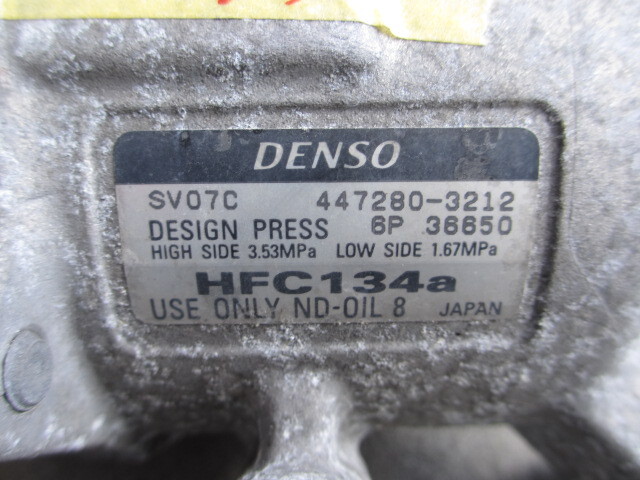 DENSO
SV07C 447280-3212
DESIGN PRESS 6P 36650
HIGH SIDE 3.53MPa LOW SIDE 1.67MPa
HFC134a
USE ONLY ND-OIL 8 JAPAN